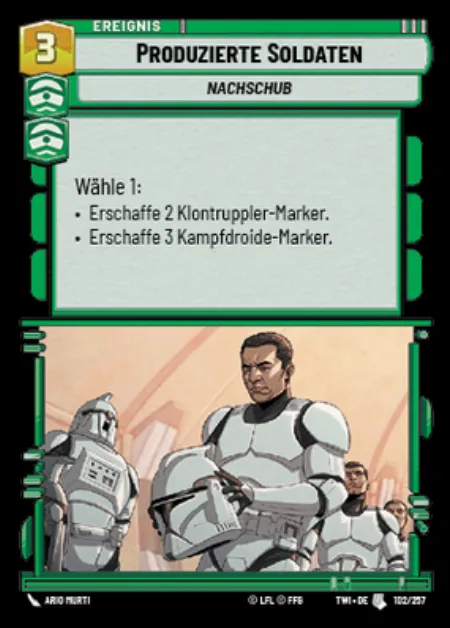 EREIGNIS
3
PRODUZIERTE SOLDATEN
NACHSCHUB
Wähle 1:
• Erschaffe 2 Klontruppler-Marker.
• Erschaffe 3 Kampfdroide-Marker.
ARIO MURTI
© LFL © FFG
TWI • DE
102/257